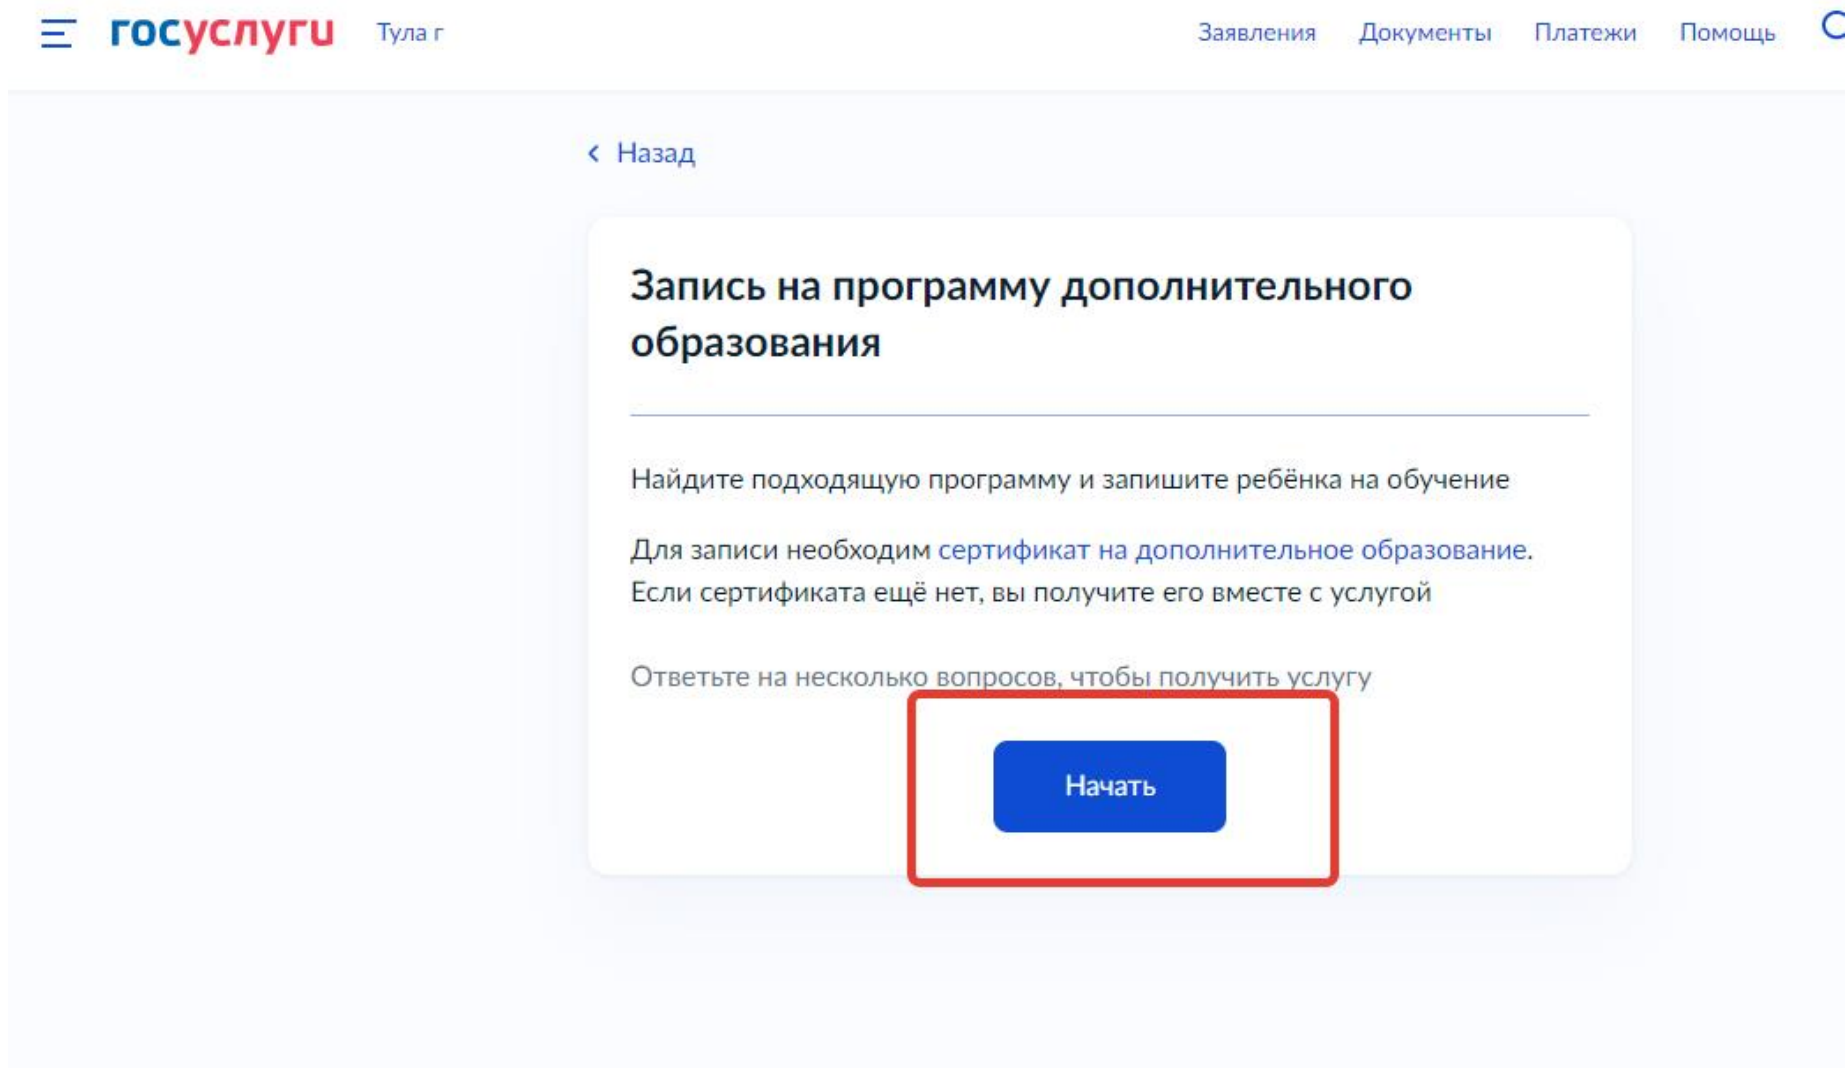 госуслуги Тула г Заявления Документы Платежи Помощь
Назад
Запись на программу дополнительного
образования
Найдите подходящую программу и запишите ребёнка на обучение
Для записи необходим сертификат на дополнительное образование.
Если сертификата ещё нет, вы получите его вместе с услугой
Ответьте на несколько вопросов, чтобы получить услугу
Начать